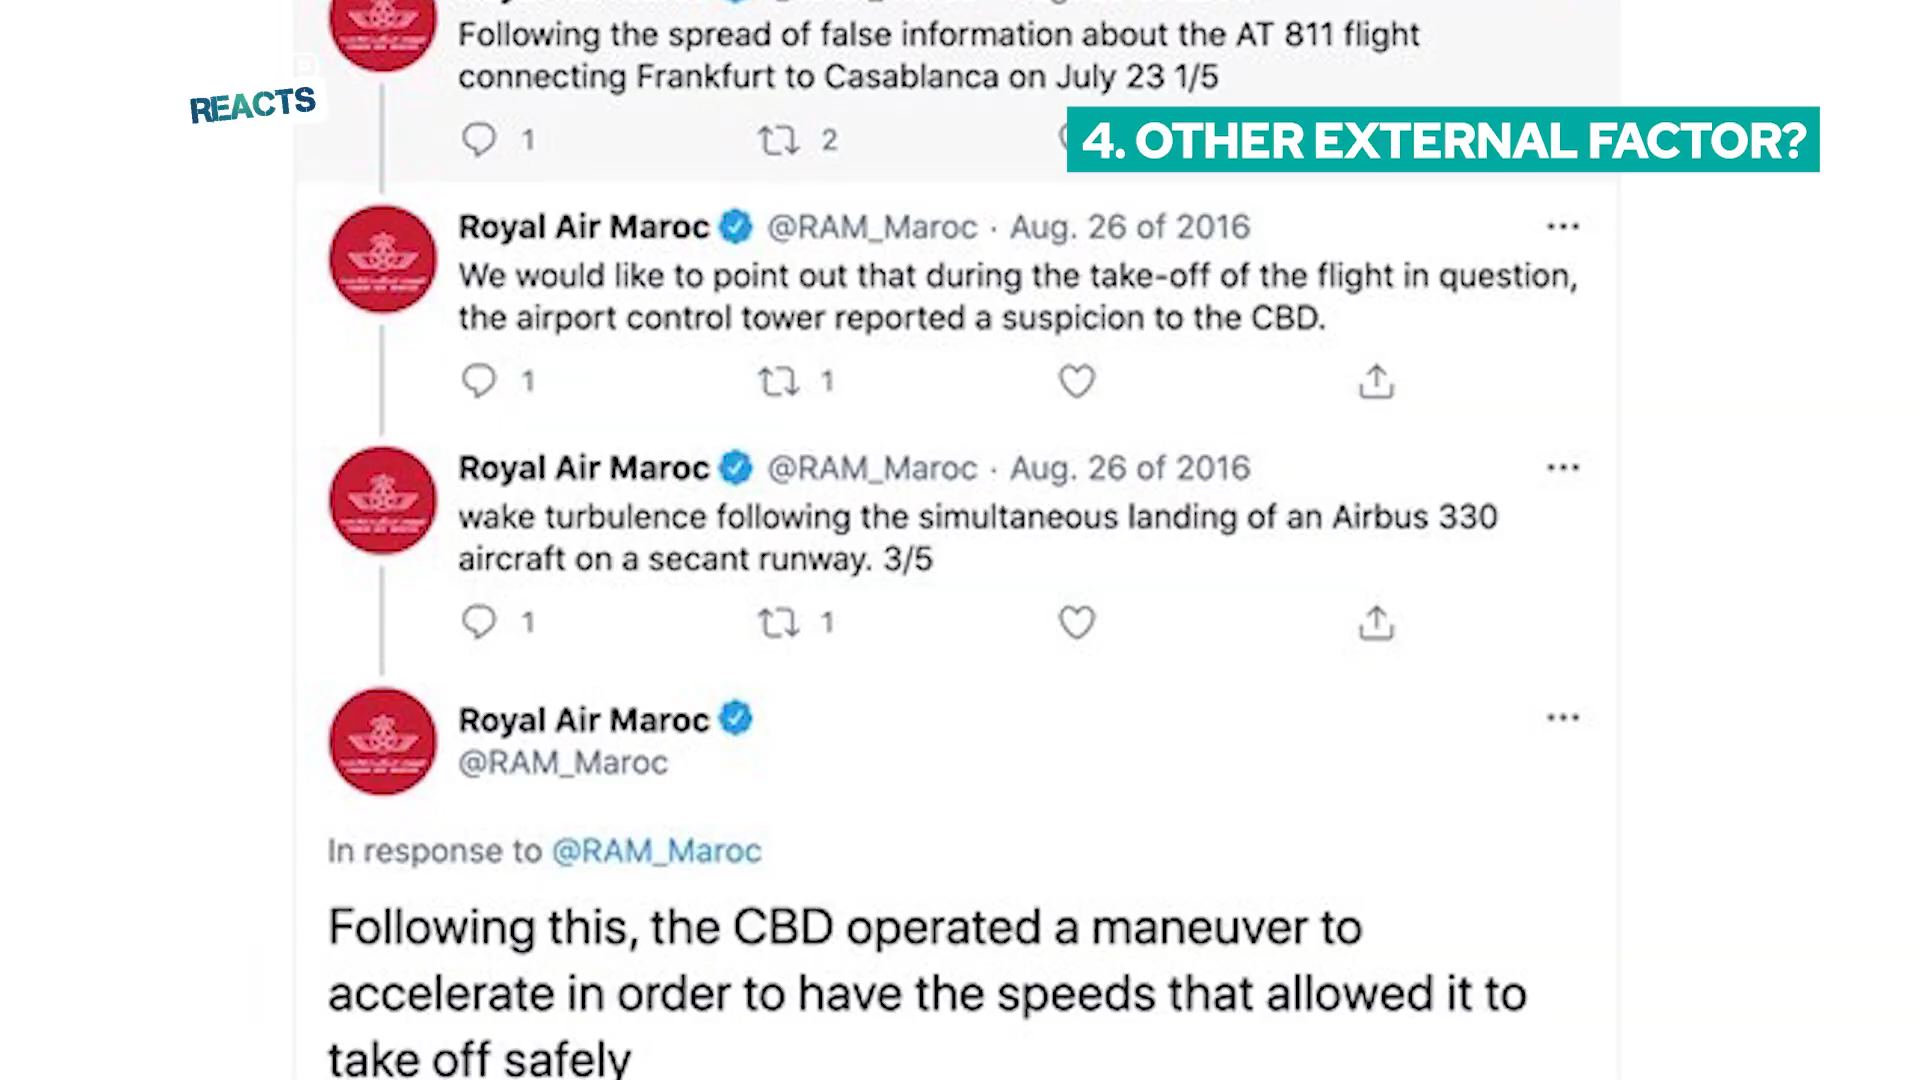 Following the spread of false information about the AT 811 flight
connecting Frankfurt to Casablanca on July 23 1/5
REACTS
1 2
4. OTHER EXTERNAL FACTOR?
Royal Air Maroc @RAM_Maroc · Aug. 26 of 2016
We would like to point out that during the take-off of the flight in question,
the airport control tower reported a suspicion to the CBD.
1 1
Royal Air Maroc @RAM_Maroc · Aug. 26 of 2016
wake turbulence following the simultaneous landing of an Airbus 330
aircraft on a secant runway. 3/5
1 1
Royal Air Maroc
@RAM_Maroc
In response to @RAM_Maroc
Following this, the CBD operated a maneuver to
accelerate in order to have the speeds that allowed it to
take off safely